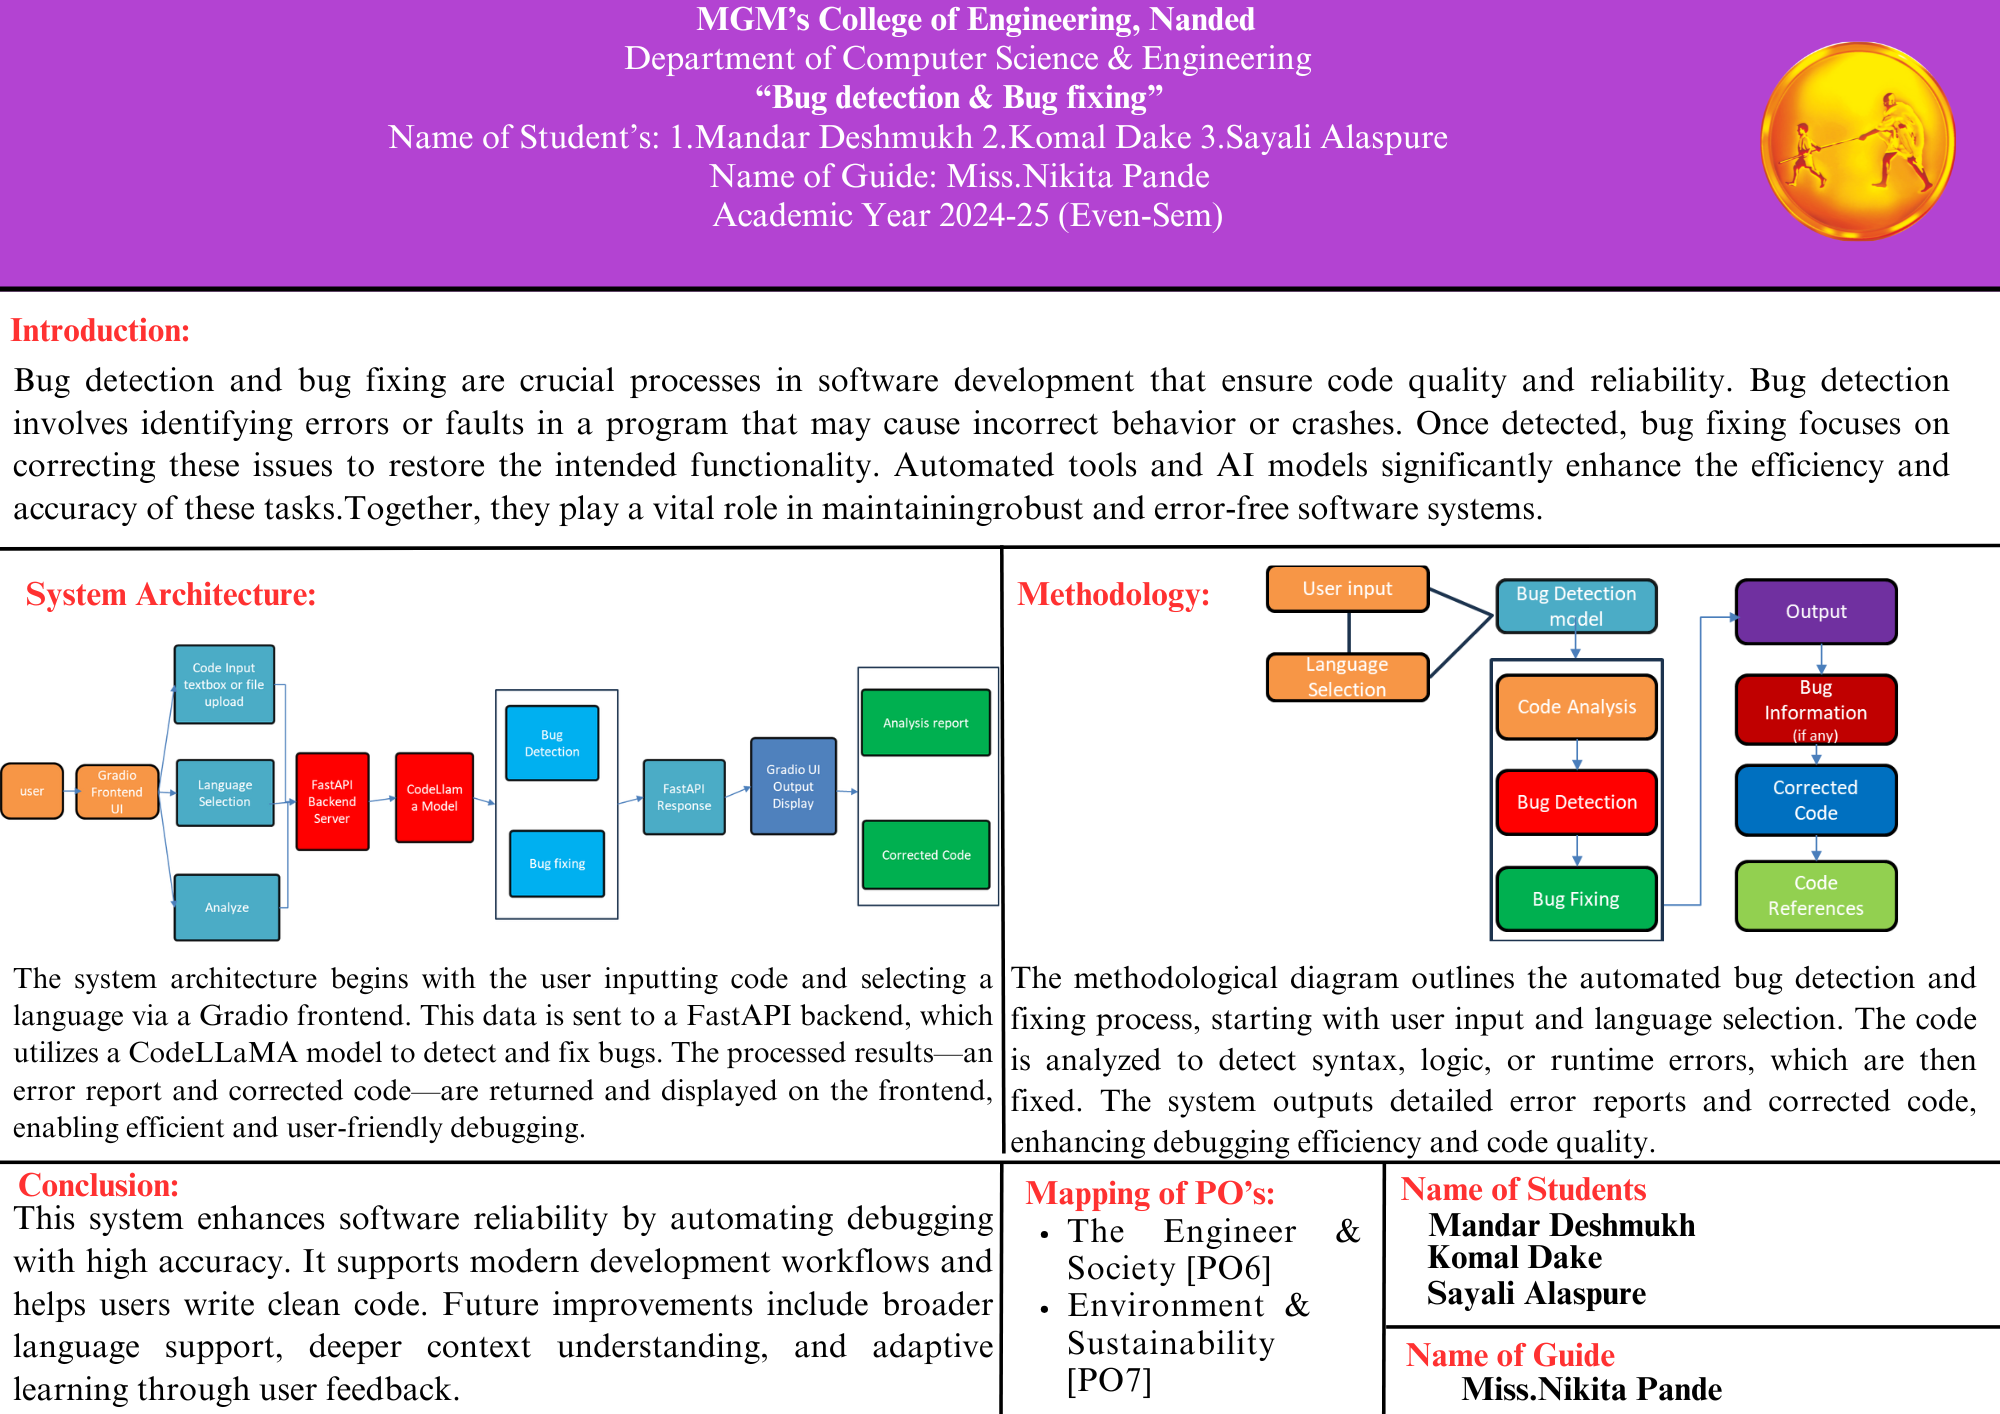 MGM’s College of Engineering, Nanded
Department of Computer Science & Engineering
“Bug detection & Bug fixing”
Name of Student’s: 1.Mandar Deshmukh 2.Komal Dake 3.Sayali Alaspure
Name of Guide: Miss.Nikita Pande
Academic Year 2024-25 (Even-Sem)
Introduction:
Bug detection and bug fixing are crucial processes in software development that ensure code quality and reliability. Bug detection
involves identifying errors or faults in a program that may cause incorrect behavior or crashes. Once detected, bug fixing focuses on
correcting these issues to restore the intended functionality. Automated tools and AI models significantly enhance the efficiency and
accuracy of these tasks.Together, they play a vital role in maintainingrobust and error-free software systems.
System Architecture:
user
Gradio
Frontend
UI
Code Input
textbox or file
upload
Language
Selection
Analyze
FastAPI
Backend
Server
CodeLlam
a Model
Bug
Detection
Bug fixing
FastAPI
Response
Gradio UI
Output
Display
Analysis report
Corrected Code
The system architecture begins with the user inputting code and selecting a
language via a Gradio frontend. This data is sent to a FastAPI backend, which
utilizes a CodeLLaMA model to detect and fix bugs. The processed results—an
error report and corrected code—are returned and displayed on the frontend,
enabling efficient and user-friendly debugging.
Methodology:
User input
Language
Selection
Bug Detection
model
Code Analysis
Bug Detection
Bug Fixing
Output
Bug
Information
(if any)
Corrected
Code
Code
References
The methodological diagram outlines the automated bug detection and
fixing process, starting with user input and language selection. The code
is analyzed to detect syntax, logic, or runtime errors, which are then
fixed. The system outputs detailed error reports and corrected code,
enhancing debugging efficiency and code quality.
Conclusion:
This system enhances software reliability by automating debugging
with high accuracy. It supports modern development workflows and
helps users write clean code. Future improvements include broader
language support, deeper context understanding, and adaptive
learning through user feedback.
Mapping of PO’s:
• The Engineer &
Society [PO6]
• Environment &
Sustainability
[PO7]
Name of Students
Mandar Deshmukh
Komal Dake
Sayali Alaspure
Name of Guide
Miss.Nikita Pande